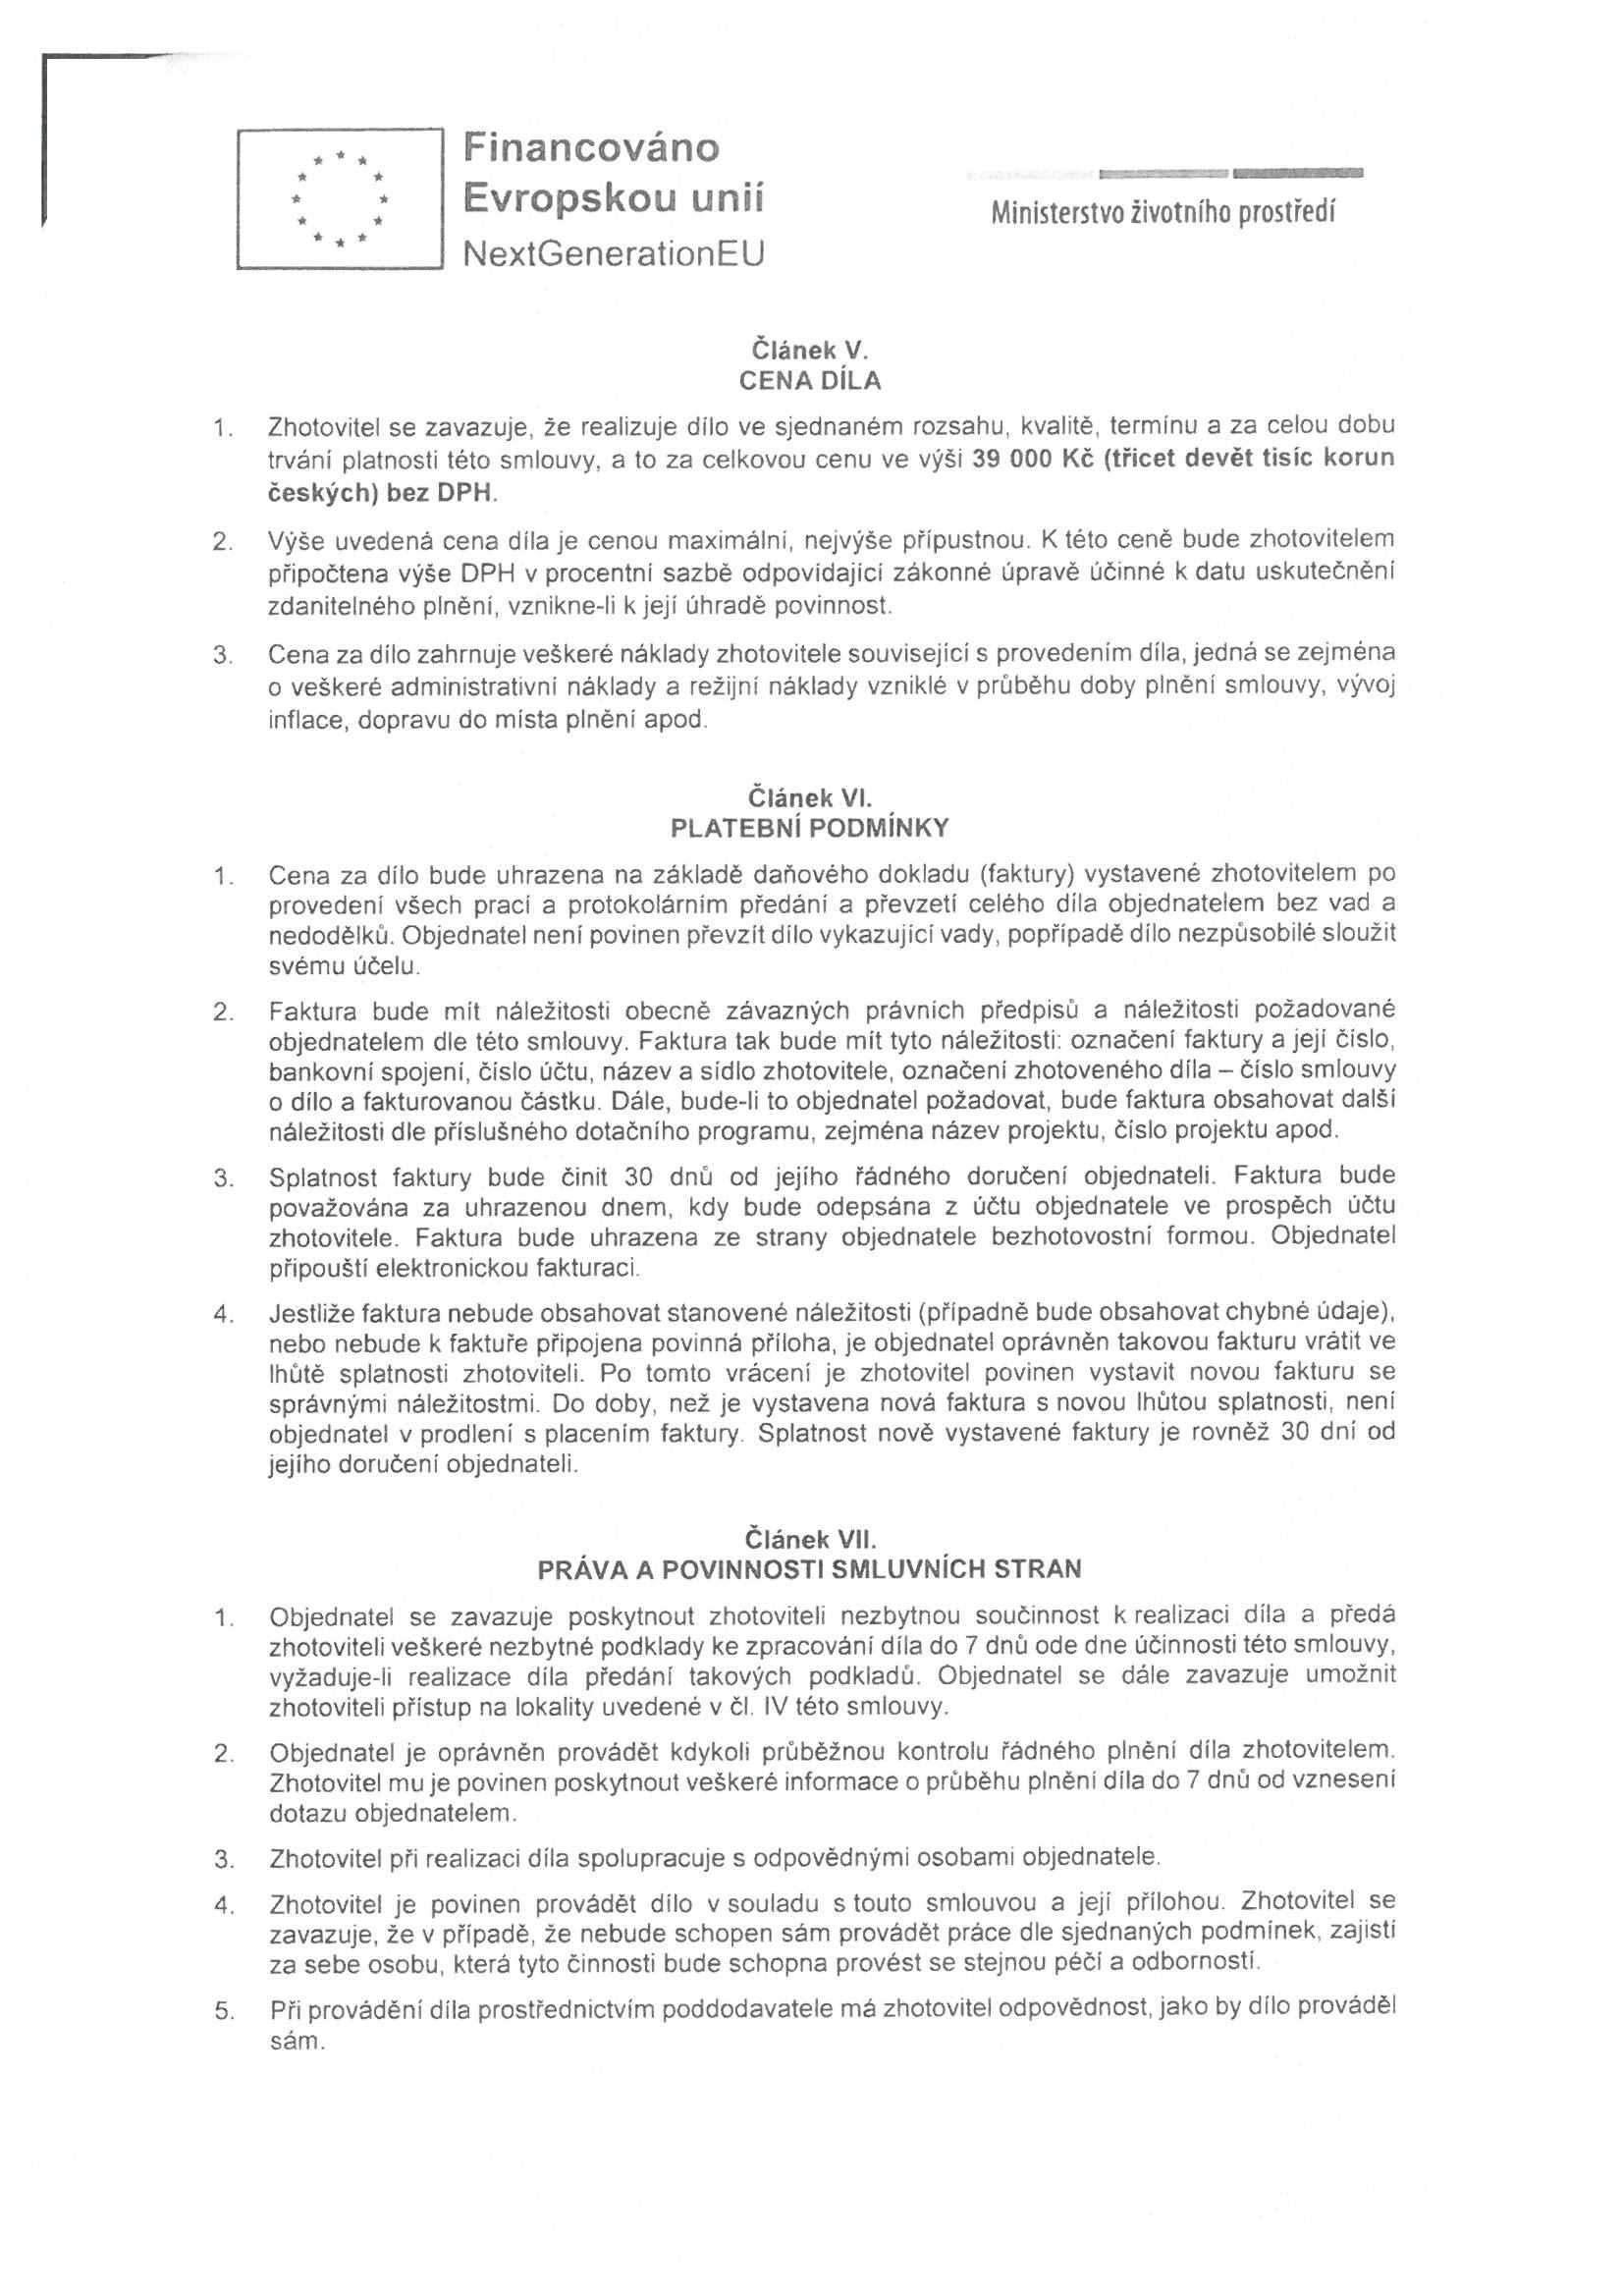 Financováno
Evropskou unií
NextGenerationEU
Ministerstvo životního prostředí
Článek V.
CENA DÍLA
1. Zhotovitel se zavazuje, že realizuje dílo ve sjednaném rozsahu, kvalitě, termínu a za celou dobu
trvání platnosti této smlouvy, a to za celkovou cenu ve výši 39 000 Kč (třicet devět tisíc korun
českých) bez DPH.
2. Výše uvedená cena díla je cenou maximální, nejvýše přípustnou. K této ceně bude zhotovitelem
připočtena výše DPH v procentní sazbě odpovídající zákonné úpravě účinné k datu uskutečnění
zdanitelného plnění, vznikne-li k její úhradě povinnost.
3. Cena za dílo zahrnuje veškeré náklady zhotovitele související s provedením díla, jedná se zejména
o veškeré administrativní náklady a režijní náklady vzniklé v průběhu doby plnění smlouvy, vývoj
inflace, dopravu do místa plnění apod.
Článek VI.
PLATEBNÍ PODMÍNKY
1. Cena za dílo bude uhrazena na základě daňového dokladu (faktury) vystavené zhotovitelem po
provedení všech prací a protokolárním předání a převzetí celého díla objednatelem bez vad a
nedodělků. Objednatel není povinen převzít dílo vykazující vady, popřípadě dílo nezpůsobilé sloužit
svému účelu.
2. Faktura bude mít náležitosti obecně závazných právních předpisů a náležitosti požadované
objednatelem dle této smlouvy. Faktura tak bude mít tyto náležitosti: označení faktury a její číslo,
bankovní spojení, číslo účtu, název a sídlo zhotovitele, označení zhotoveného díla – číslo smlouvy
o dílo a fakturovanou částku. Dále, bude-li to objednatel požadovat, bude faktura obsahovat další
náležitosti dle příslušného dotačního programu, zejména název projektu, číslo projektu apod.
3. Splatnost faktury bude činit 30 dnů od jejího řádného doručení objednateli. Faktura bude
považována za uhrazenou dnem, kdy bude odepsána z účtu objednatele ve prospěch účtu
zhotovitele. Faktura bude uhrazena ze strany objednatele bezhotovostní formou. Objednatel
připouští elektronickou fakturaci.
4. Jestliže faktura nebude obsahovat stanovené náležitosti (případně bude obsahovat chybné údaje),
nebo nebude k faktuře připojena povinná příloha, je objednatel oprávněn takovou fakturu vrátit ve
lhůtě splatnosti zhotoviteli. Po tomto vrácení je zhotovitel povinen vystavit novou fakturu se
správnými náležitostmi. Do doby, než je vystavena nová faktura s novou lhůtou splatnosti, není
objednatel v prodlení s placením faktury. Splatnost nově vystavené faktury je rovněž 30 dní od
jejího doručení objednateli.
Článek VII.
PRÁVA A POVINNOSTI SMLUVNÍCH STRAN
1. Objednatel se zavazuje poskytnout zhotoviteli nezbytnou součinnost k realizaci díla a předá
zhotoviteli veškeré nezbytné podklady ke zpracování díla do 7 dnů ode dne účinnosti této smlouvy,
vyžaduje-li realizace díla předání takových podkladů. Objednatel se dále zavazuje umožnit
zhotoviteli přístup na lokality uvedené v čl. IV této smlouvy.
2. Objednatel je oprávněn provádět kdykoli průběžnou kontrolu řádného plnění díla zhotovitelem.
Zhotovitel mu je povinen poskytnout veškeré informace o průběhu plnění díla do 7 dnů od vznesení
dotazu objednatelem.
3. Zhotovitel při realizaci díla spolupracuje s odpovědnými osobami objednatele.
4. Zhotovitel je povinen provádět dílo v souladu s touto smlouvou a její přílohou. Zhotovitel se
zavazuje, že v případě, že nebude schopen sám provádět práce dle sjednaných podmínek, zajistí
za sebe osobu, která tyto činnosti bude schopna provést se stejnou péčí a odborností.
5. Při provádění díla prostřednictvím poddodavatele má zhotovitel odpovědnost, jako by dílo prováděl
sám.